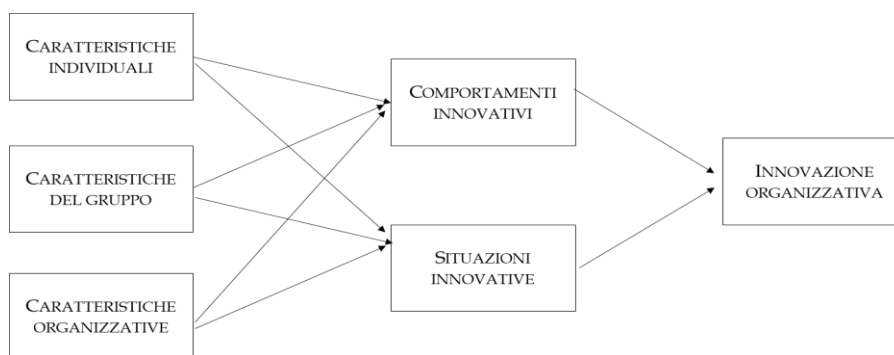 CARATTERISTICHE
INDIVIDUALI
CARATTERISTICHE
DEL GRUPPO
CARATTERISTICHE
ORGANIZZATIVE
COMPORTAMENTI
INNOVATIVI
SITUAZIONI
INNOVATIVE
INNOVAZIONE
ORGANIZZATIVA